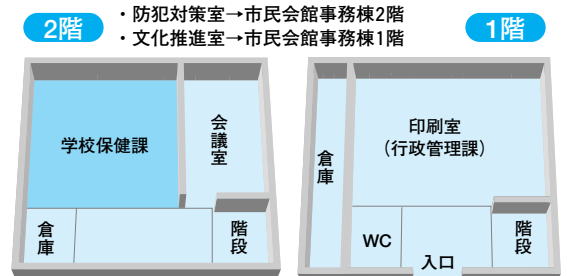 2階
・防犯対策室→市民会館事務棟2階
・文化推進室→市民会館事務棟1階
1階
学校保健課
会議室
倉庫
階段
倉庫
印刷室
(行政管理課)
WC
入口
階段